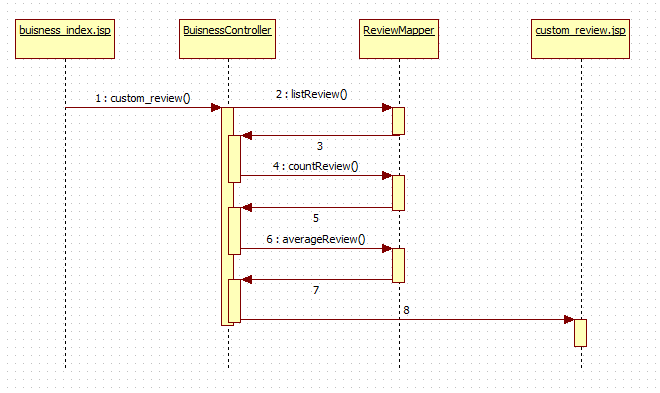 buisness_index.jsp
BuisnessController
ReviewMapper
custom_review.jsp
1 : custom_review()
2 : listReview()
3
4 : countReview()
5
6 : averageReview()
7
8